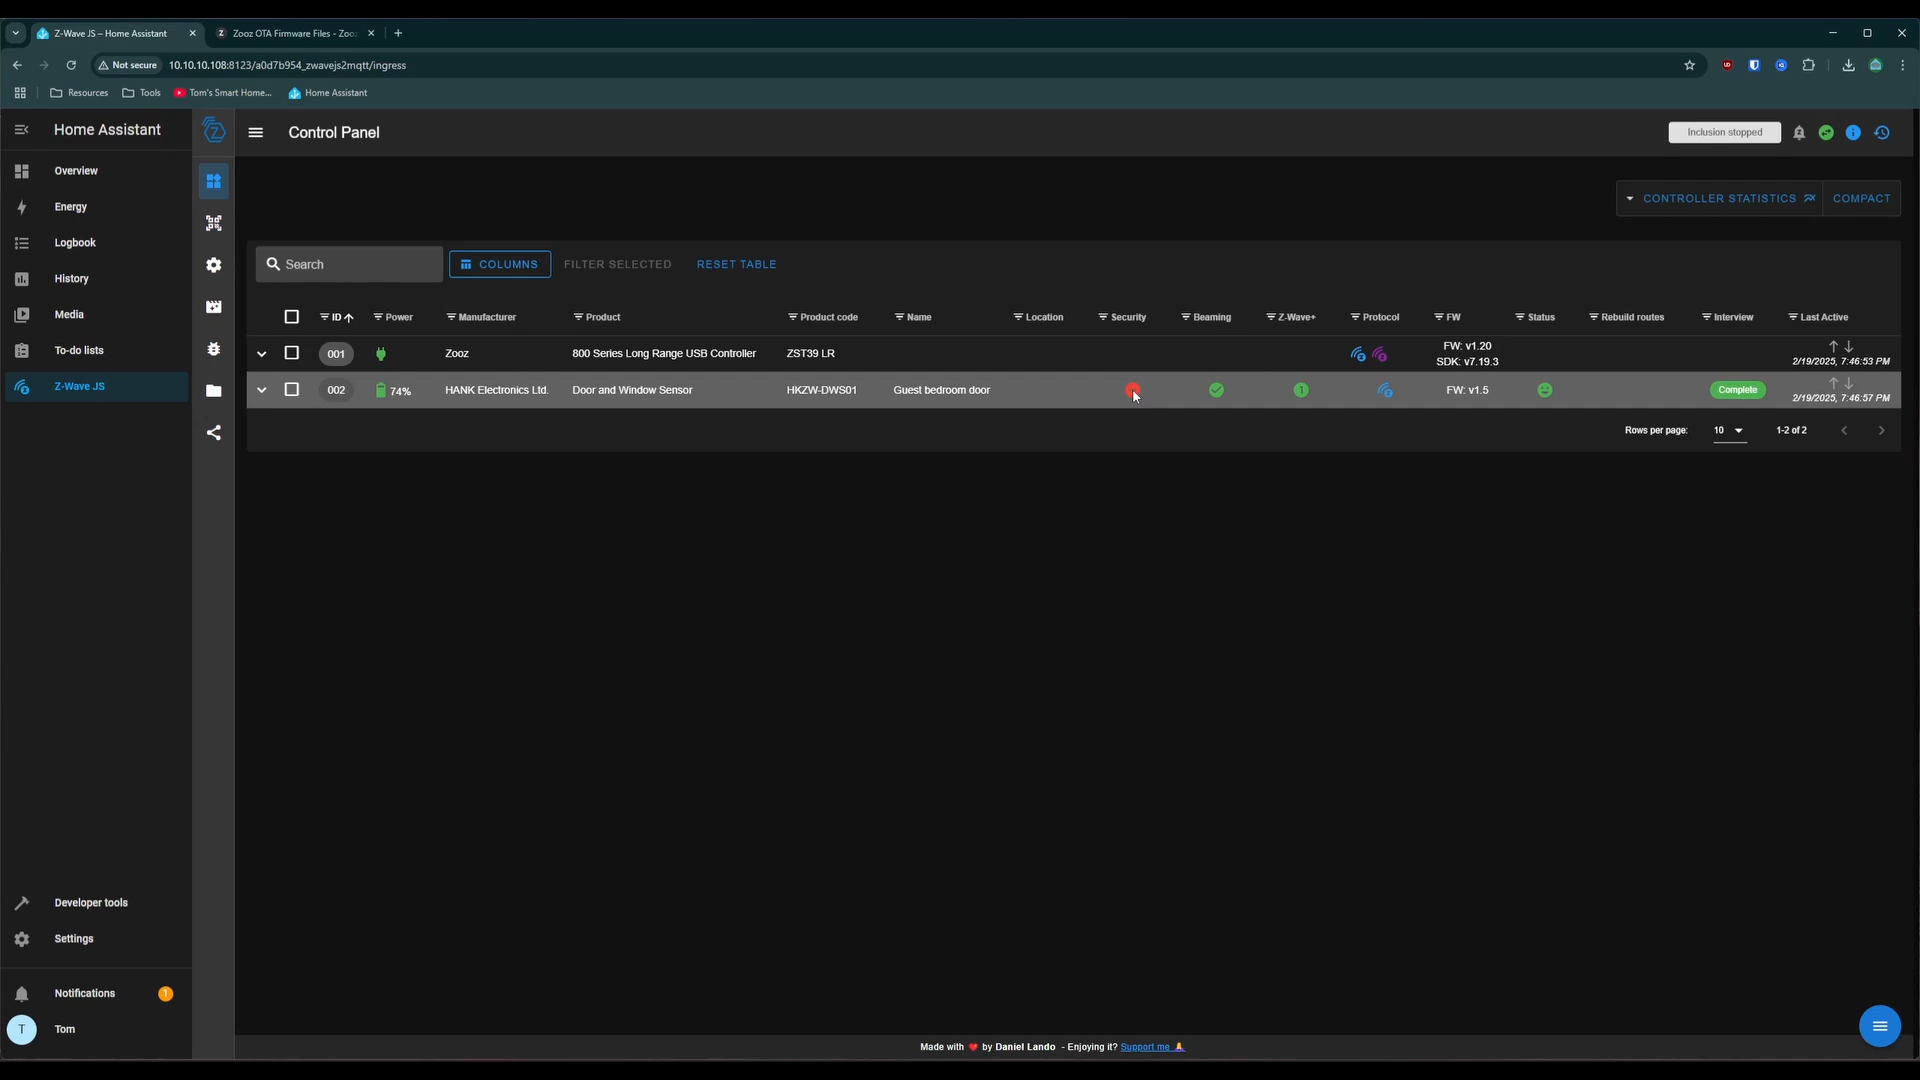 Z-Wave JS – Home Assistant
Zooz OTA Firmware Files - Zoo
Not secure
10.10.10.108:8123/a0d7b954_zwavejs2mqtt/ingress
Resources
Tools
Tom's Smart Home...
Home Assistant
Home Assistant
Control Panel
Inclusion stopped
Overview
Energy
Logbook
History
Media
To-do lists
Z-Wave JS
CONTROLLER STATISTICS
COMPACT
Search
COLUMNS
FILTER SELECTED
RESET TABLE
ID Power Manufacturer Product Product code Name Location Security Beaming Z-Wave+ Protocol FW Status Rebuild routes Interview Last Active
001 Zooz 800 Series Long Range USB Controller ZST39 LR FW: v1.20
SDK: v7.19.3
2/19/2025, 7:46:53 PM
002 74% HANK Electronics Ltd. Door and Window Sensor HKZW-DWS01 Guest bedroom door 1 FW: v1.5 Complete
2/19/2025, 7:46:57 PM
Rows per page: 10 1-2 of 2
Developer tools
Settings
Notifications 1
T Tom
Made with ❤ by Daniel Lando - Enjoying it? Support me